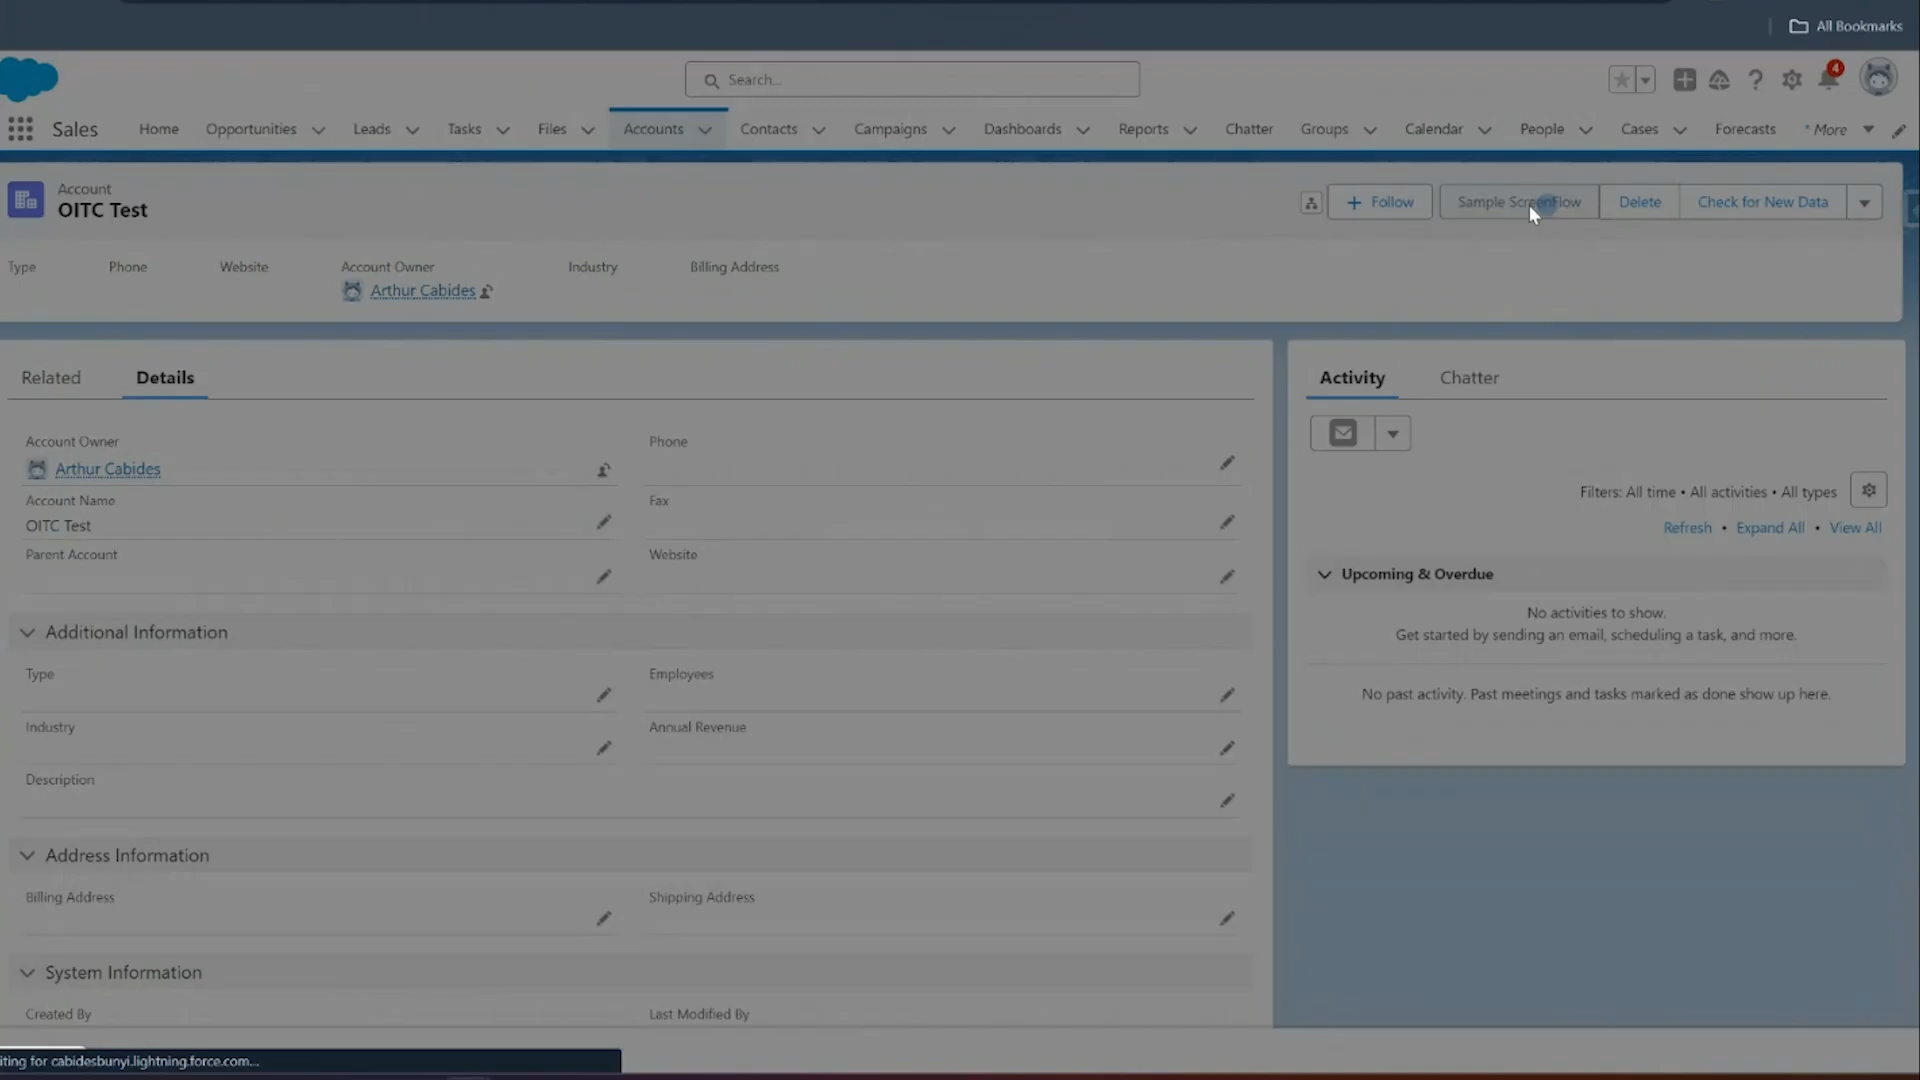 All Bookmarks
Search...
4
Sales Home Opportunities Leads Tasks Files Accounts Contacts Campaigns Dashboards Reports Chatter Groups Calendar People Cases Forecasts * More
Account
OITC Test
Follow Sample ScreenFlow Delete Check for New Data
Type Phone Website Account Owner Industry Billing Address
Arthur Cabides
Related Details
Activity Chatter
Account Owner
Arthur Cabides
Phone
Account Name
OITC Test
Fax
Parent Account
Website
Filters: All time • All activities • All types
Refresh • Expand All • View All
Upcoming & Overdue
No activities to show.
Get started by sending an email, scheduling a task, and more.
No past activity. Past meetings and tasks marked as done show up here.
Additional Information
Type
Employees
Industry
Annual Revenue
Description
Address Information
Billing Address
Shipping Address
System Information
Created By
Last Modified By
iting for cabidesbunyi.lightning.force.com...